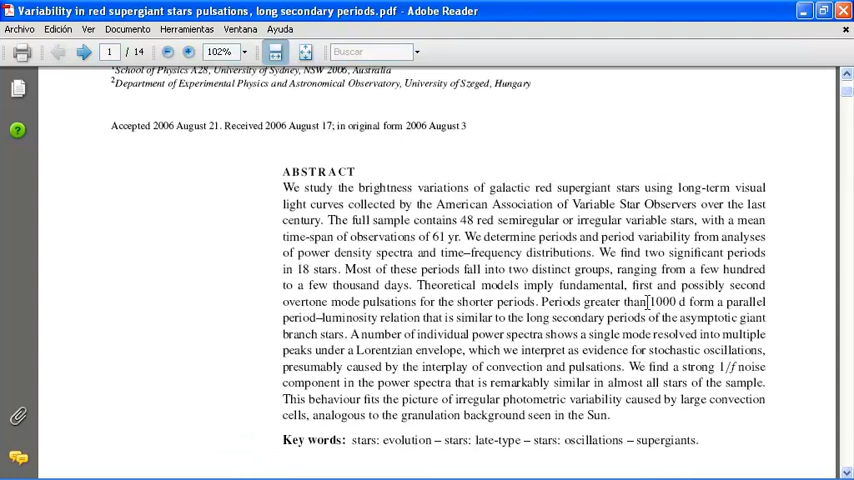 Variability in red supergiant stars pulsations, long secondary periods.pdf - Adobe Reader
Archivo Edición Ver Documento Herramientas Ventana Ayuda
1 / 14 102% Buscar
¹School of Physics A28, University of Sydney, NSW 2006, Australia
²Department of Experimental Physics and Astronomical Observatory, University of Szeged, Hungary
Accepted 2006 August 21. Received 2006 August 17; in original form 2006 August 3
ABSTRACT
We study the brightness variations of galactic red supergiant stars using long-term visual
light curves collected by the American Association of Variable Star Observers over the last
century. The full sample contains 48 red semiregular or irregular variable stars, with a mean
time-span of observations of 61 yr. We determine periods and period variability from analyses
of power density spectra and time–frequency distributions. We find two significant periods
in 18 stars. Most of these periods fall into two distinct groups, ranging from a few hundred
to a few thousand days. Theoretical models imply fundamental, first and possibly second
overtone mode pulsations for the shorter periods. Periods greater than 1000 d form a parallel
period–luminosity relation that is similar to the long secondary periods of the asymptotic giant
branch stars. A number of individual power spectra shows a single mode resolved into multiple
peaks under a Lorentzian envelope, which we interpret as evidence for stochastic oscillations,
presumably caused by the interplay of convection and pulsations. We find a strong 1/f noise
component in the power spectra that is remarkably similar in almost all stars of the sample.
This behaviour fits the picture of irregular photometric variability caused by large convection
cells, analogous to the granulation background seen in the Sun.
Key words: stars: evolution – stars: late-type – stars: oscillations – supergiants.